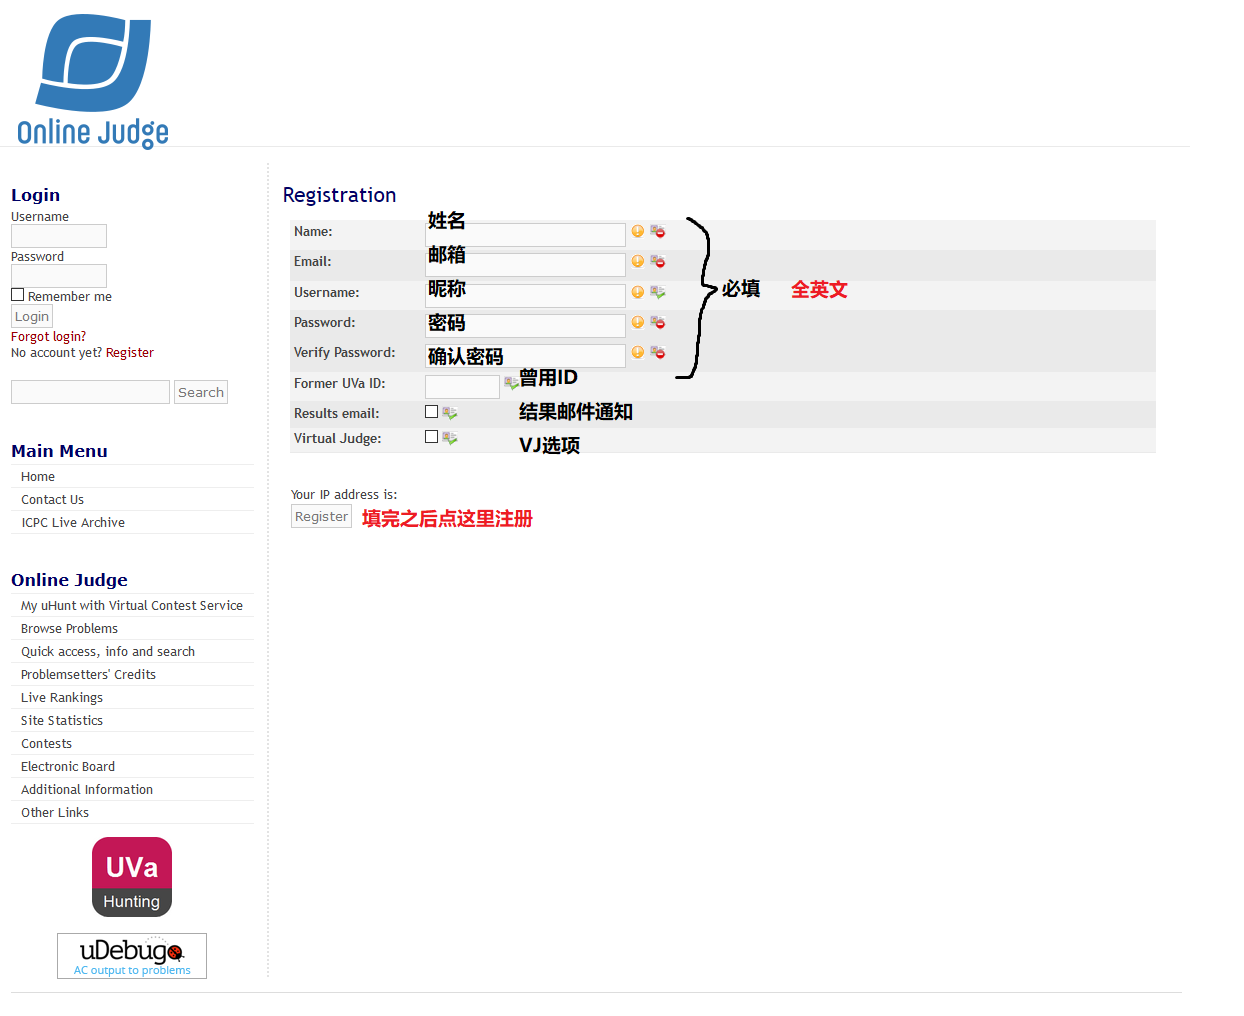 Online Judge
Login
Username
Password
Remember me
Login
Forgot login?
No account yet? Register
Search
Main Menu
Home
Contact Us
ICPC Live Archive
Online Judge
My uHunt with Virtual Contest Service
Browse Problems
Quick access, info and search
Problemsetters' Credits
Live Rankings
Site Statistics
Contests
Electronic Board
Additional Information
Other Links
UVa
Hunting
uDebug
AC output to problems
Registration
Name: 姓名
Email: 邮箱
Username: 昵称
Password: 密码
Verify Password: 确认密码
必填 全英文
Former UVa ID: 曾用ID
Results email: 结果邮件通知
Virtual Judge: VJ选项
Your IP address is:
Register 填完之后点这里注册